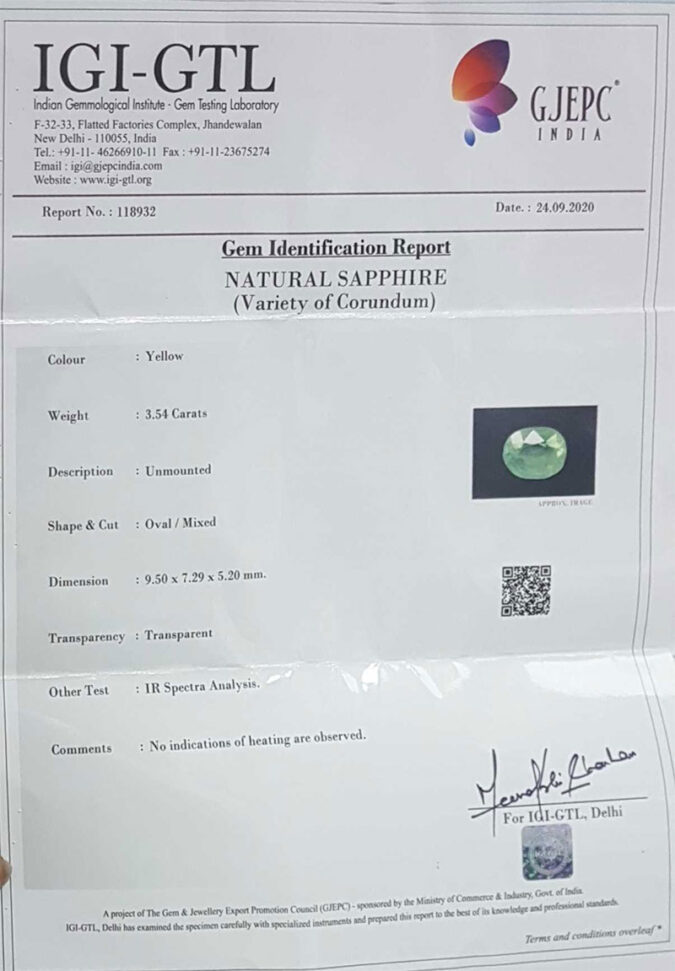 IGI-GTL
Indian Gemmological Institute - Gem Testing Laboratory
F-32-33, Flatted Factories Complex, Jhandewalan
New Delhi - 110055, India
Tel.: +91-11- 46266910-11 Fax : +91-11-23675274
Email : igi@gjepcindia.com
Website : www.igi-gtl.org
GJEPC®
INDIA
Report No. : 118932
Date. : 24.09.2020
Gem Identification Report
NATURAL SAPPHIRE
(Variety of Corundum)
Colour : Yellow
Weight : 3.54 Carats
Description : Unmounted
Shape & Cut : Oval / Mixed
Dimension : 9.50 x 7.29 x 5.20 mm.
Transparency : Transparent
Other Test : IR Spectra Analysis.
Comments : No indications of heating are observed.
APPROX. IMAGE
For IGI-GTL, Delhi
A project of The Gem & Jewellery Export Promotion Council (GJEPC) - sponsored by the Ministry of Commerce & Industry, Govt. of India.
IGI-GTL, Delhi has examined the specimen carefully with specialized instruments and prepared this report to the best of its knowledge and professional standards.
Terms and conditions overleaf *